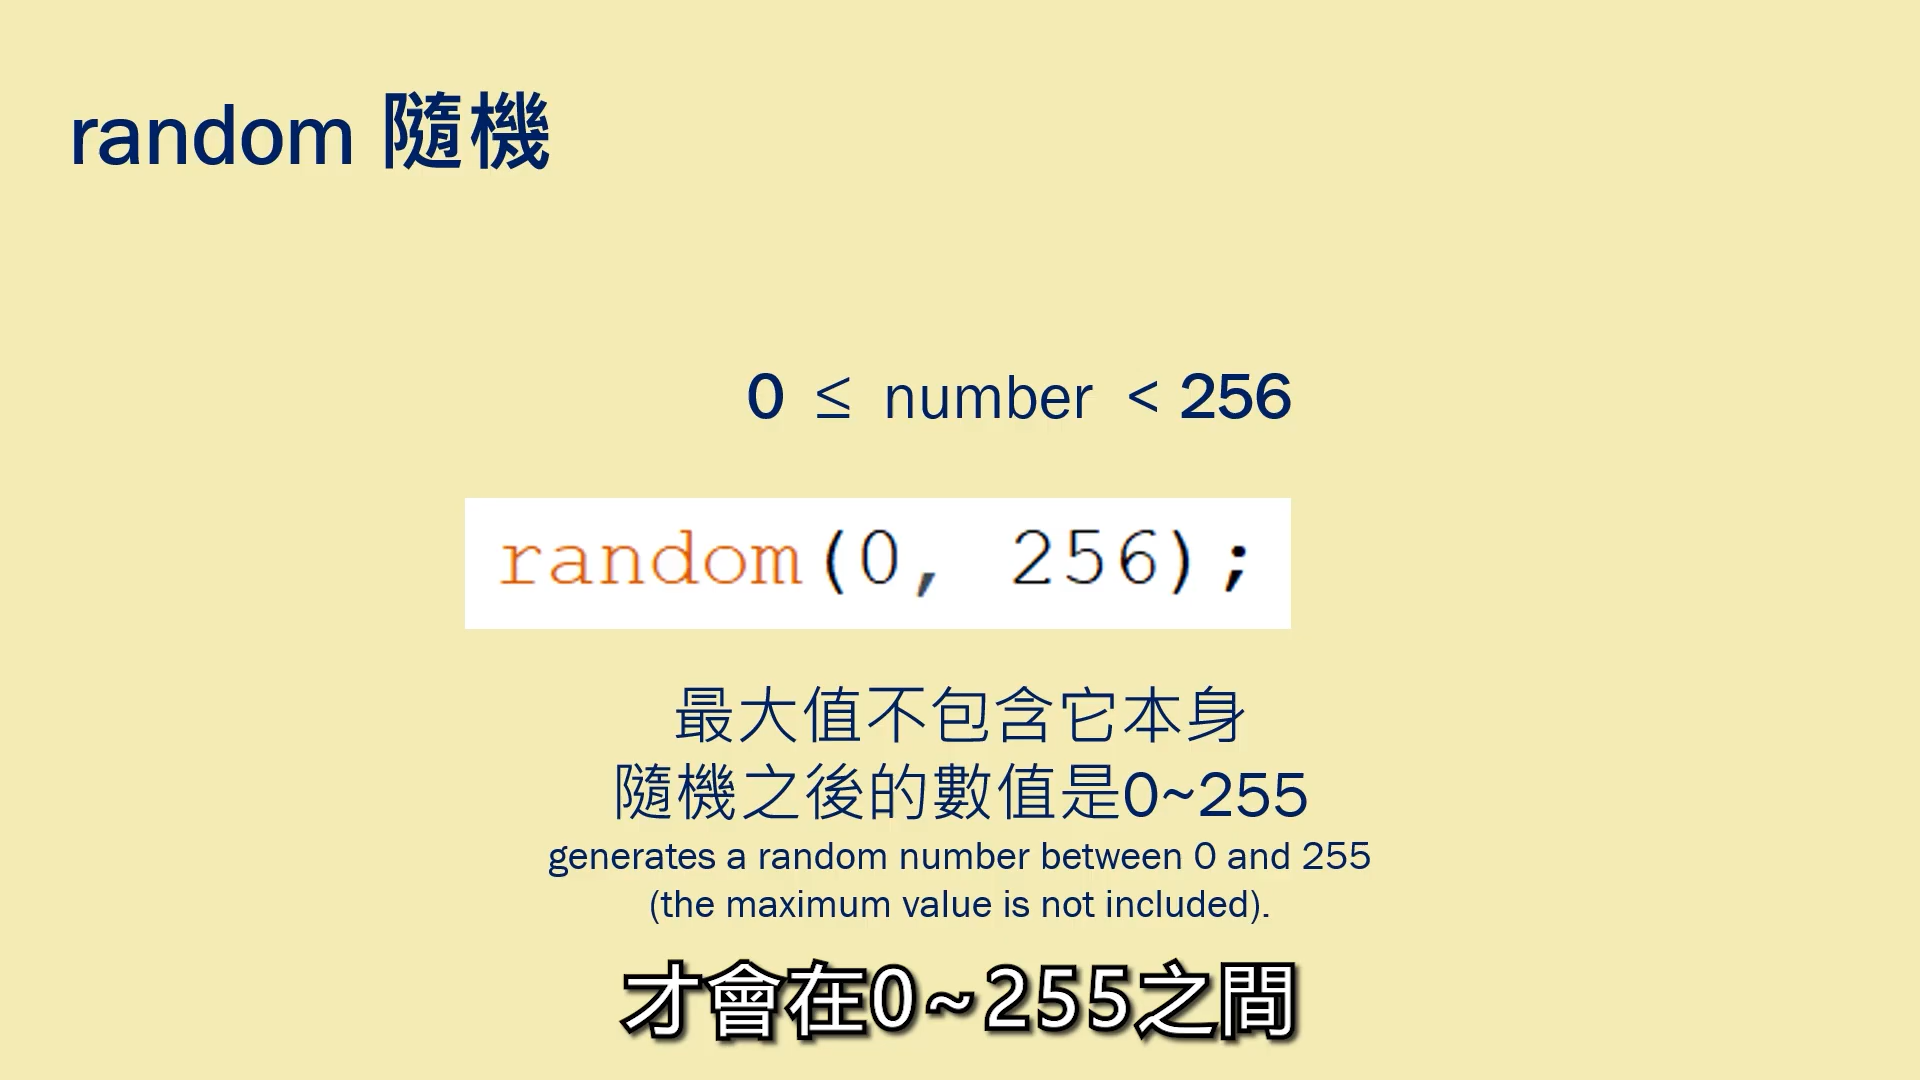 random 隨機
0 ≤ number < 256
random(0, 256);
最大值不包含它本身
隨機之後的數值是0~255
generates a random number between 0 and 255
(the maximum value is not included).
才會在0~255之間